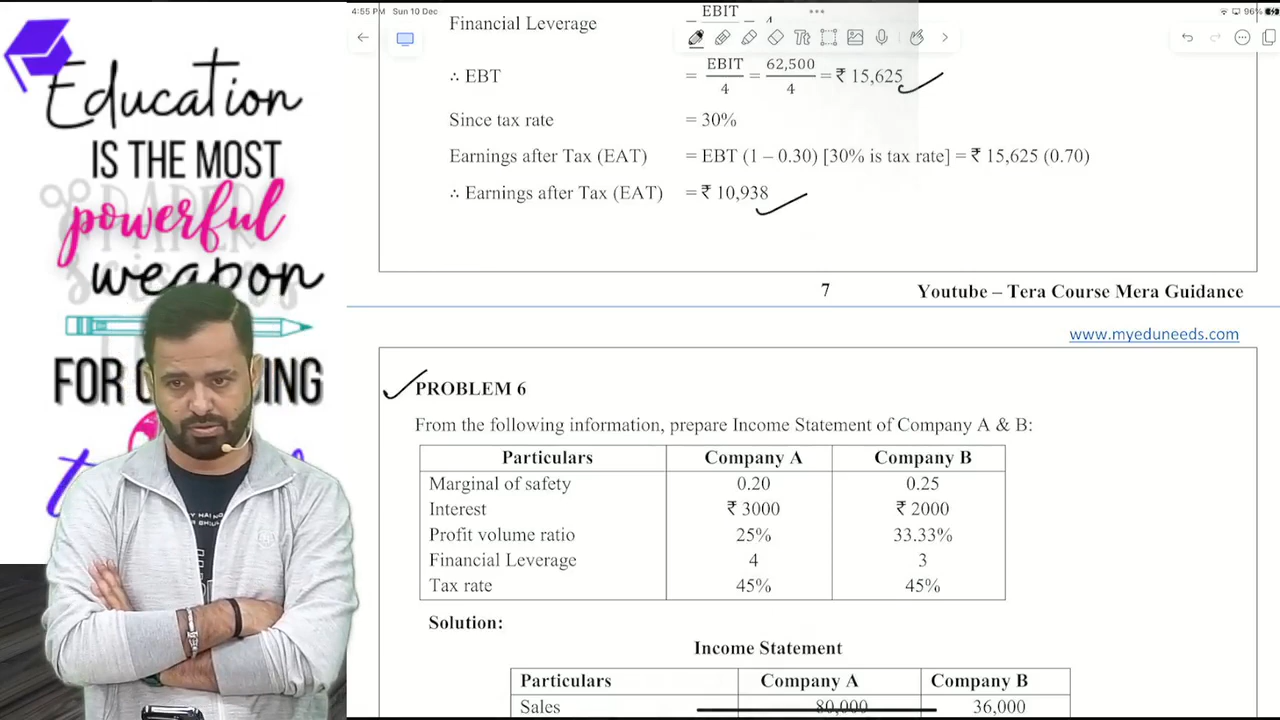 4:55 PM Sun 10 Dec
96%
Education
IS THE MOST
powerful
weapon
FOR
ING
Financial Leverage = EBIT
∴ EBT = EBIT/4 = 62,500/4 = ₹ 15,625
Since tax rate = 30%
Earnings after Tax (EAT) = EBT (1 – 0.30) [30% is tax rate] = ₹ 15,625 (0.70)
∴ Earnings after Tax (EAT) = ₹ 10,938
7 Youtube – Tera Course Mera Guidance
www.myeduneeds.com
PROBLEM 6
From the following information, prepare Income Statement of Company A & B:
Particulars Company A Company B
Marginal of safety 0.20 0.25
Interest ₹ 3000 ₹ 2000
Profit volume ratio 25% 33.33%
Financial Leverage 4 3
Tax rate 45% 45%
Solution:
Income Statement
Particulars Company A Company B
Sales 80,000 36,000